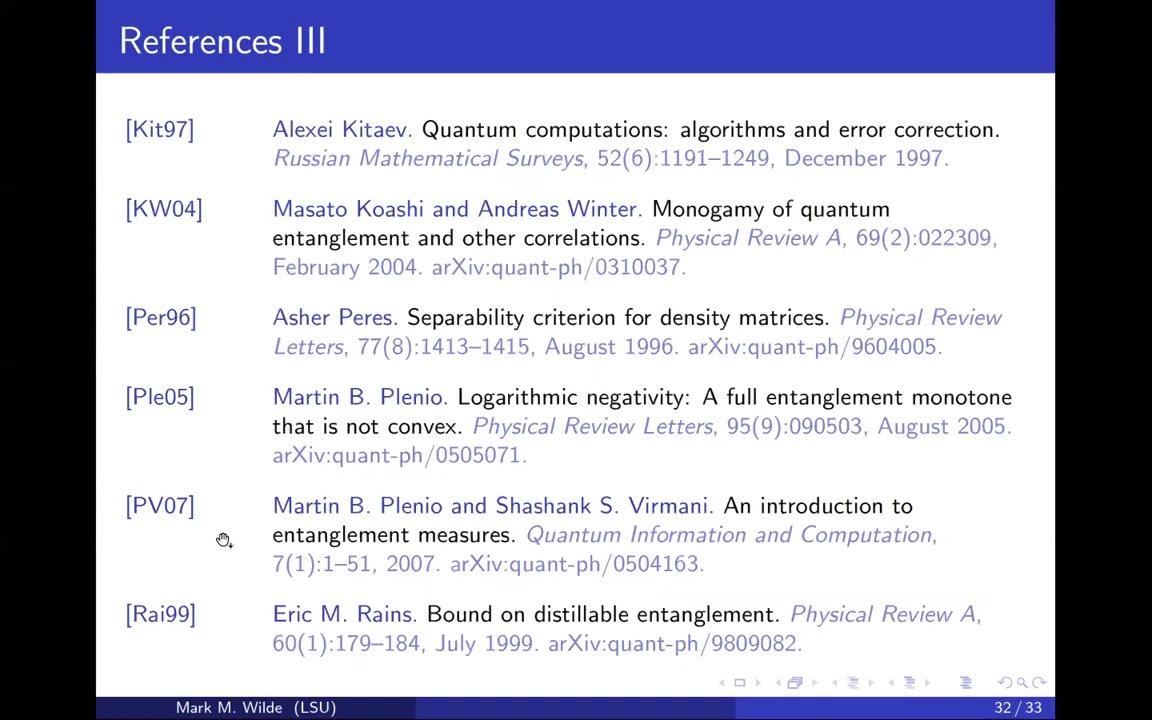 References III
[Kit97] Alexei Kitaev. Quantum computations: algorithms and error correction.
Russian Mathematical Surveys, 52(6):1191–1249, December 1997.
[KW04] Masato Koashi and Andreas Winter. Monogamy of quantum
entanglement and other correlations. Physical Review A, 69(2):022309,
February 2004. arXiv:quant-ph/0310037.
[Per96] Asher Peres. Separability criterion for density matrices. Physical Review
Letters, 77(8):1413–1415, August 1996. arXiv:quant-ph/9604005.
[Ple05] Martin B. Plenio. Logarithmic negativity: A full entanglement monotone
that is not convex. Physical Review Letters, 95(9):090503, August 2005.
arXiv:quant-ph/0505071.
[PV07] Martin B. Plenio and Shashank S. Virmani. An introduction to
entanglement measures. Quantum Information and Computation,
7(1):1–51, 2007. arXiv:quant-ph/0504163.
[Rai99] Eric M. Rains. Bound on distillable entanglement. Physical Review A,
60(1):179–184, July 1999. arXiv:quant-ph/9809082.
Mark M. Wilde (LSU) 32 / 33